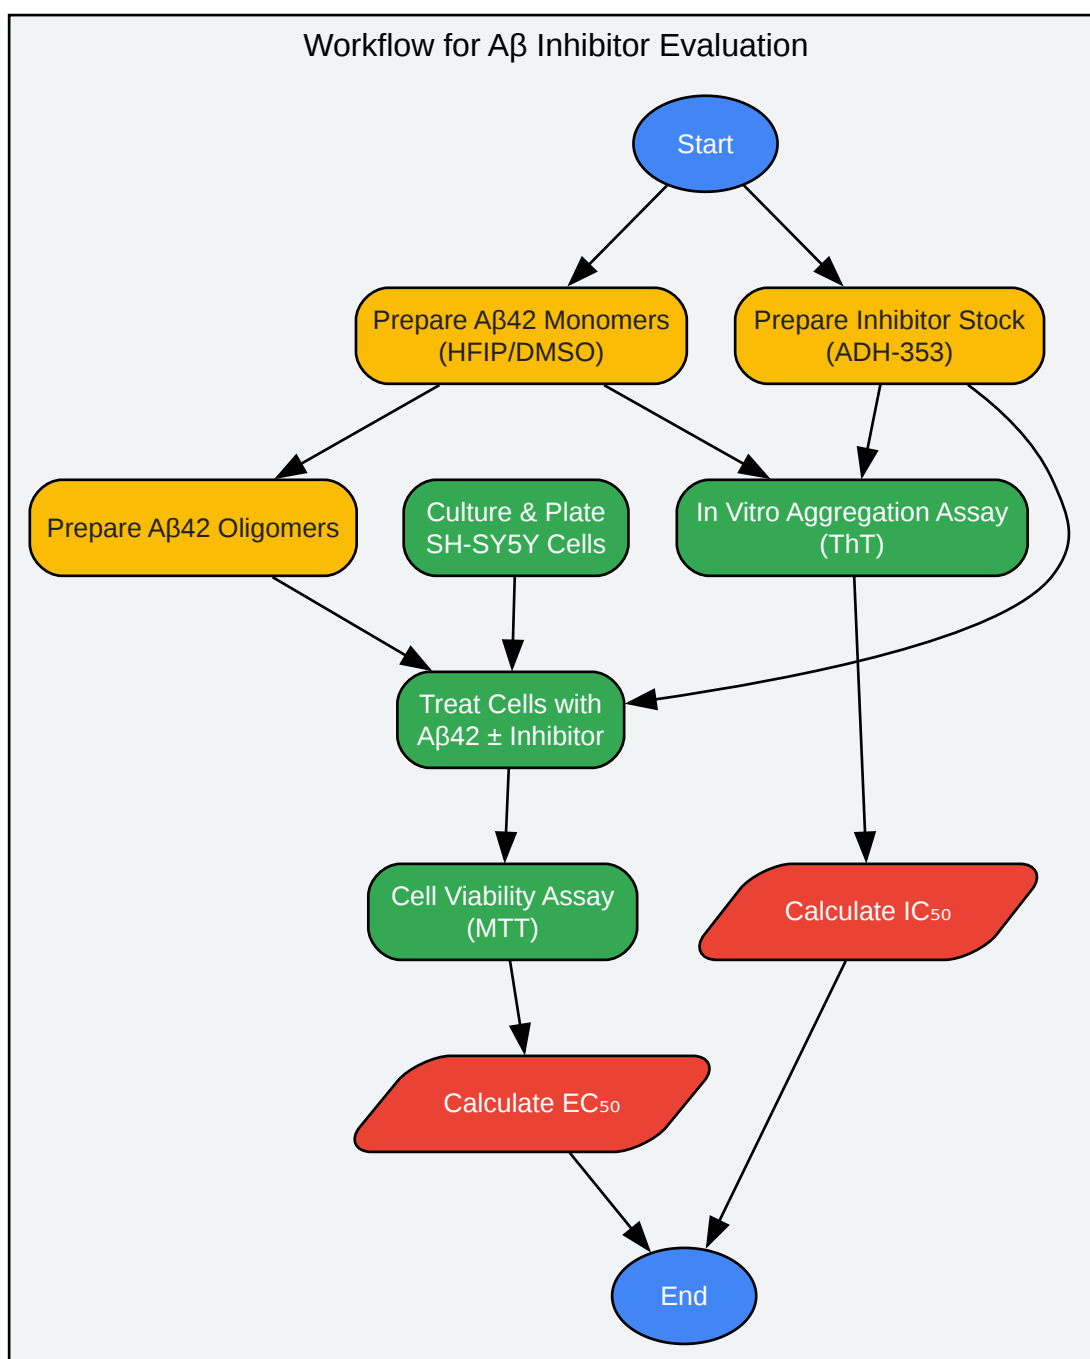 Workflow for Aβ Inhibitor Evaluation
Start
Prepare Aβ42 Monomers
(HFIP/DMSO)
Prepare Inhibitor Stock
(ADH-353)
Prepare Aβ42 Oligomers
Culture & Plate
SH-SY5Y Cells
In Vitro Aggregation Assay
(ThT)
Treat Cells with
Aβ42 ± Inhibitor
Cell Viability Assay
(MTT)
Calculate IC₅₀
Calculate EC₅₀
End